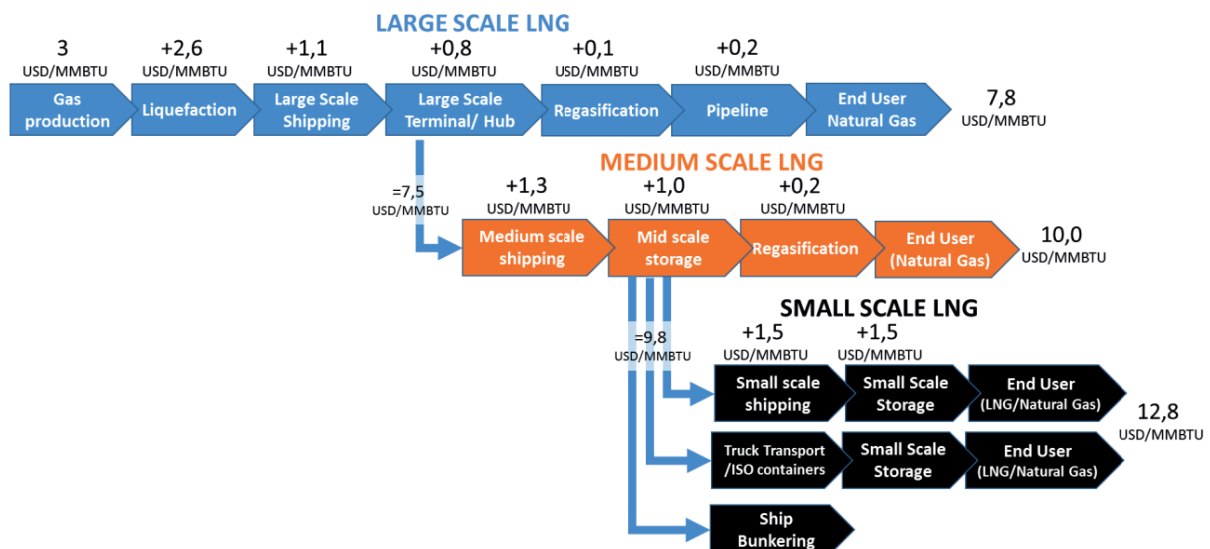 LARGE SCALE LNG
3
USD/MMBTU
+2,6
USD/MMBTU
+1,1
USD/MMBTU
+0,8
USD/MMBTU
+0,1
USD/MMBTU
+0,2
USD/MMBTU
Gas
production
Liquefaction
Large Scale
Shipping
Large Scale
Terminal/ Hub
Regasification
Pipeline
End User
Natural Gas
7,8
USD/MMBTU
MEDIUM SCALE LNG
=7,5
USD/MMBTU
+1,3
USD/MMBTU
+1,0
USD/MMBTU
+0,2
USD/MMBTU
Medium scale
shipping
Mid scale
storage
Regasification
End User
(Natural Gas)
10,0
USD/MMBTU
SMALL SCALE LNG
=9,8
USD/MMBTU
+1,5
USD/MMBTU
+1,5
USD/MMBTU
Small scale
shipping
Small Scale
Storage
End User
(LNG/Natural Gas)
12,8
USD/MMBTU
Truck Transport
/ISO containers
Small Scale
Storage
End User
(LNG/Natural Gas)
Ship
Bunkering